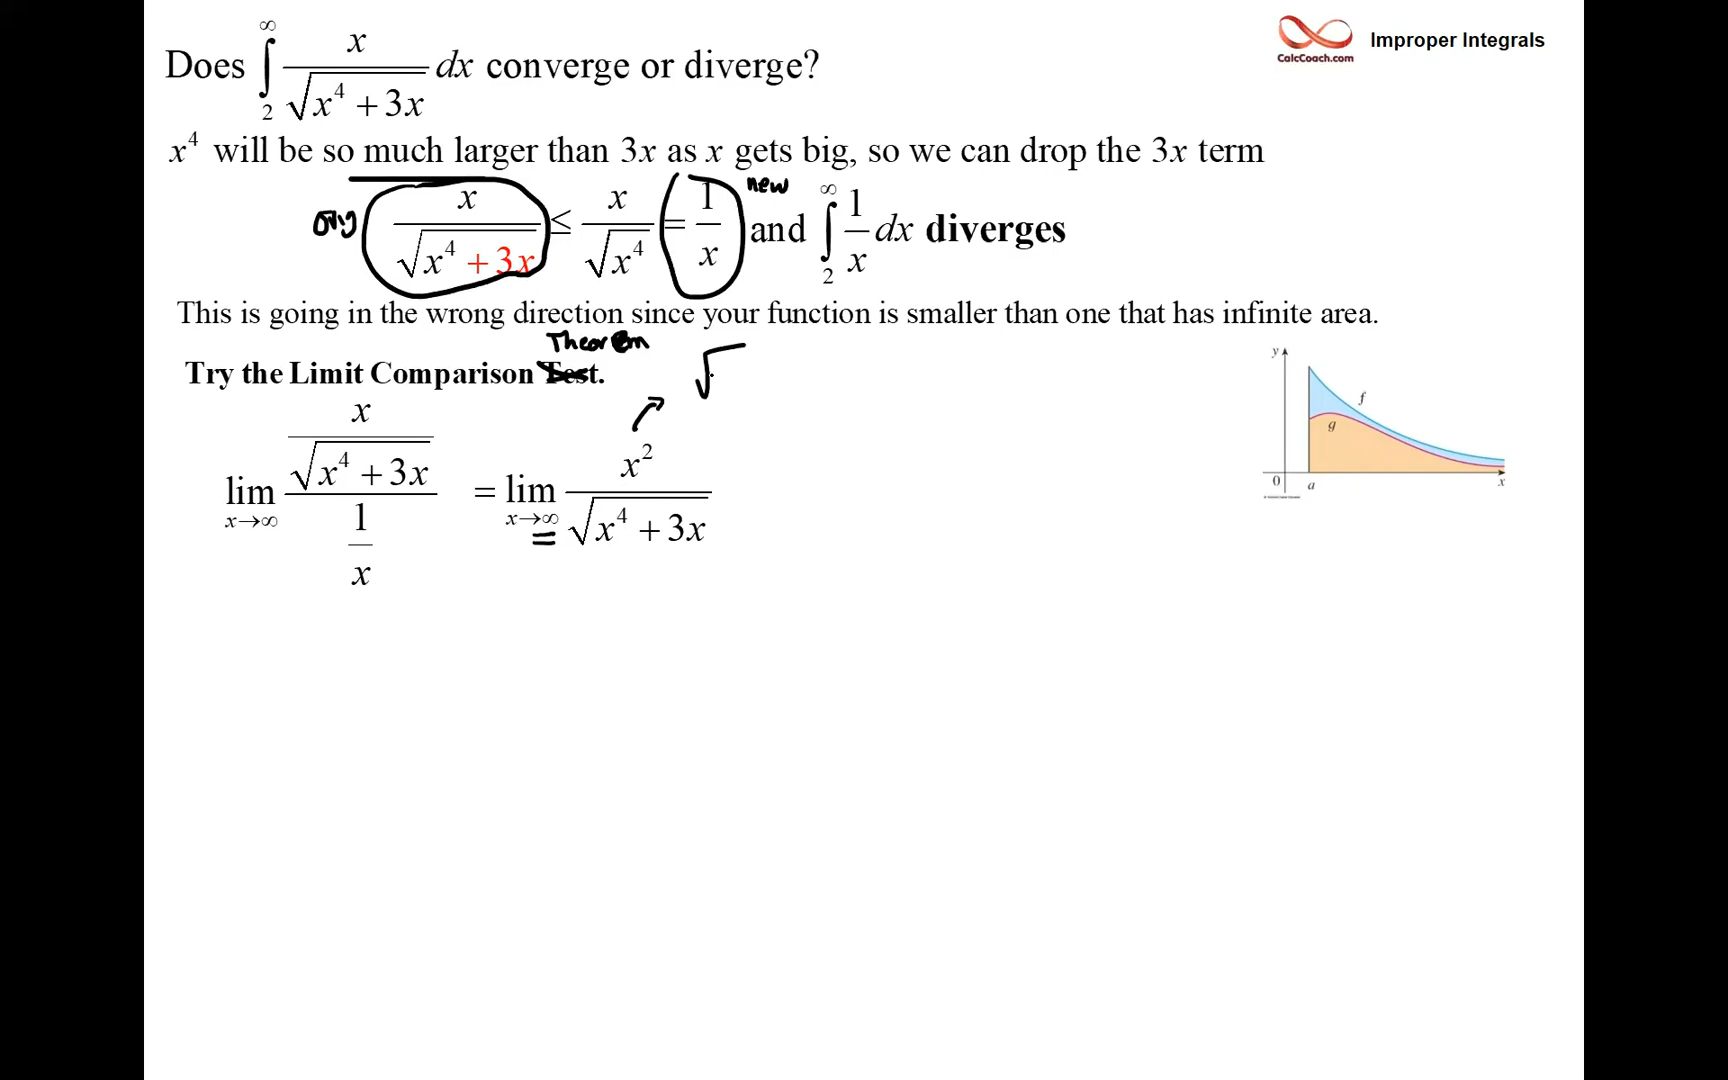 CalcCoach.com
Improper Integrals
Does ∫₂^∞ x/√(x⁴ + 3x) dx converge or diverge?
x⁴ will be so much larger than 3x as x gets big, so we can drop the 3x term
orig x/√(x⁴ + 3x) ≤ x/√(x⁴) = 1/x new and ∫₂^∞ 1/x dx diverges
This is going in the wrong direction since your function is smaller than one that has infinite area.
Theorem
Try the Limit Comparison Test.
√
lim x→∞ (x/√(x⁴ + 3x))/(1/x) = lim x→∞ x²/√(x⁴ + 3x)
=
y
f
g
0 a x